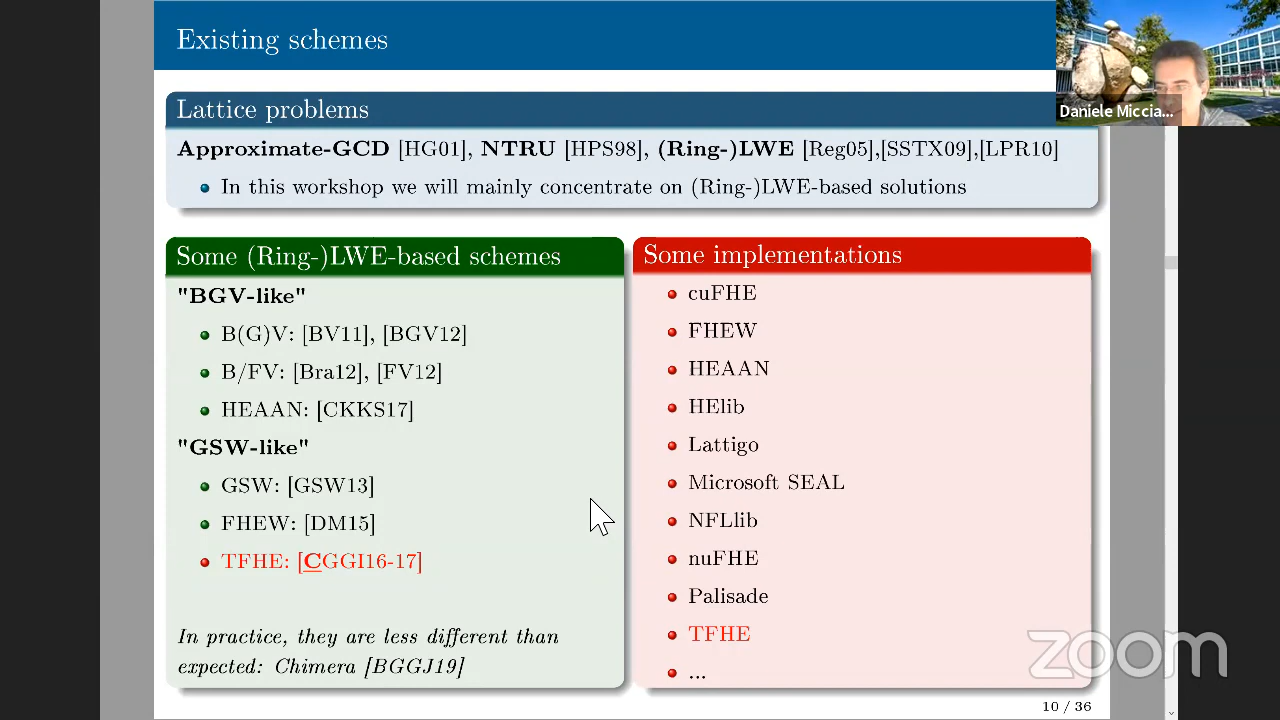 Existing schemes
Daniele Miccia...
Lattice problems
Approximate-GCD [HG01], NTRU [HPS98], (Ring-)LWE [Reg05],[SSTX09],[LPR10]
In this workshop we will mainly concentrate on (Ring-)LWE-based solutions
Some (Ring-)LWE-based schemes
"BGV-like"
B(G)V: [BV11], [BGV12]
B/FV: [Bra12], [FV12]
HEAAN: [CKKS17]
"GSW-like"
GSW: [GSW13]
FHEW: [DM15]
TFHE: [CGGI16-17]
In practice, they are less different than
expected: Chimera [BGGJ19]
Some implementations
cuFHE
FHEW
HEAAN
HElib
Lattigo
Microsoft SEAL
NFLlib
nuFHE
Palisade
TFHE
...
zoom
10 / 36